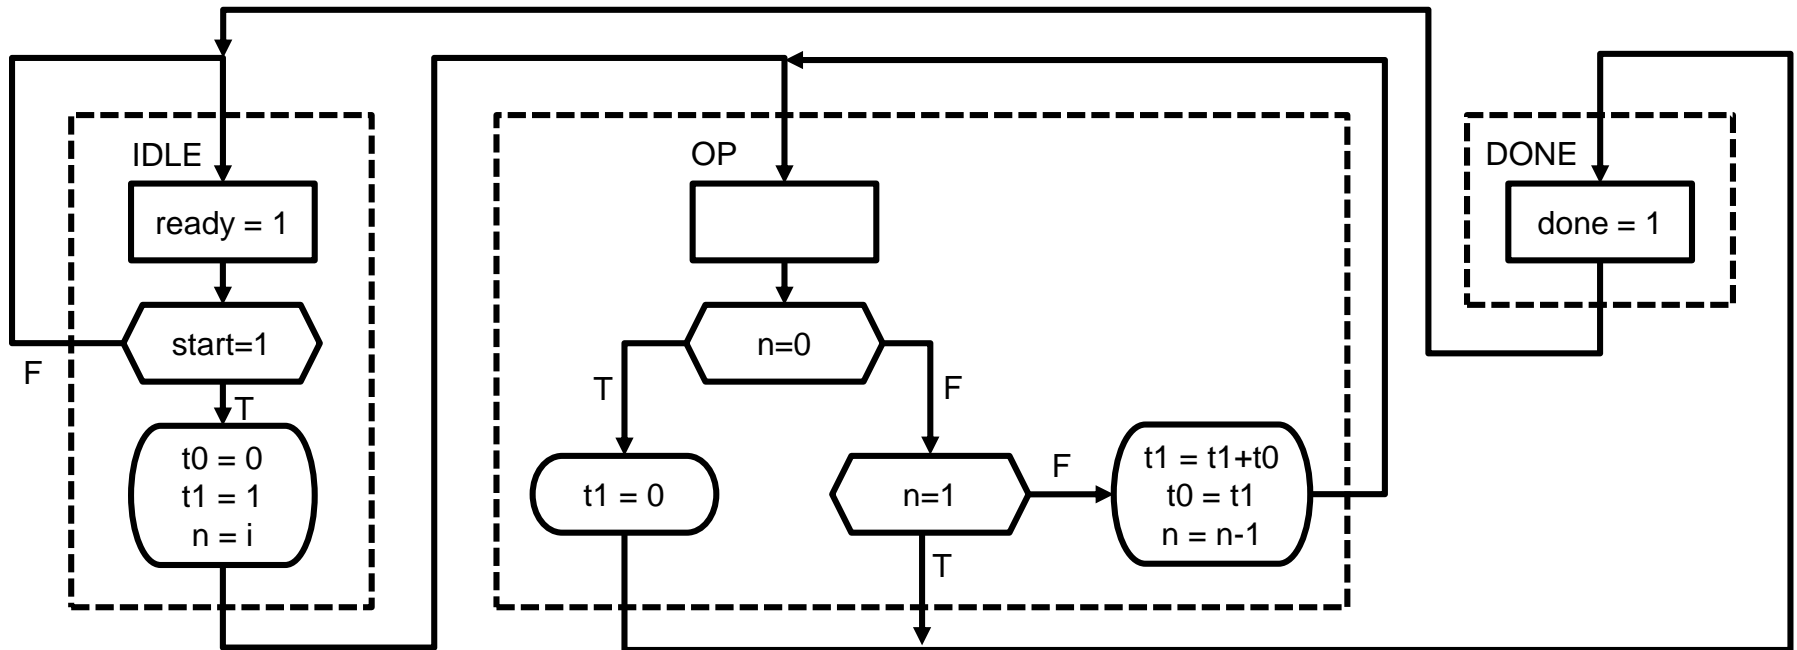 IDLE
ready = 1
start=1
F
T
t0 = 0
t1 = 1
n = i
OP
n=0
T
F
t1 = 0
n=1
F
T
t1 = t1+t0
t0 = t1
n = n-1
DONE
done = 1